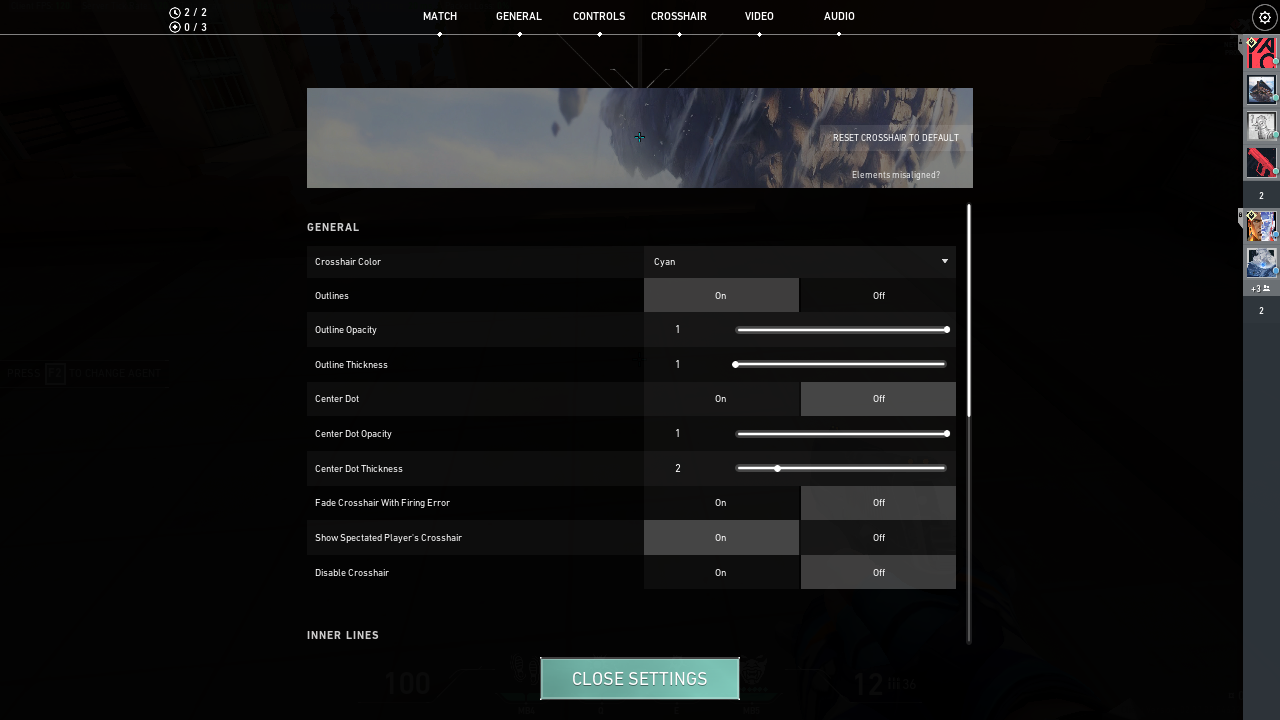 2 / 2
0 / 3
MATCH GENERAL CONTROLS CROSSHAIR VIDEO AUDIO
RESET CROSSHAIR TO DEFAULT
Elements misaligned?
GENERAL
Crosshair Color Cyan
Outlines On Off
Outline Opacity 1
Outline Thickness 1
Center Dot On Off
Center Dot Opacity 1
Center Dot Thickness 2
Fade Crosshair With Firing Error On Off
Show Spectated Player's Crosshair On Off
Disable Crosshair On Off
INNER LINES
CLOSE SETTINGS
PRESS F3 TO CHANGE AGENT
100
12 36
2
+3
2